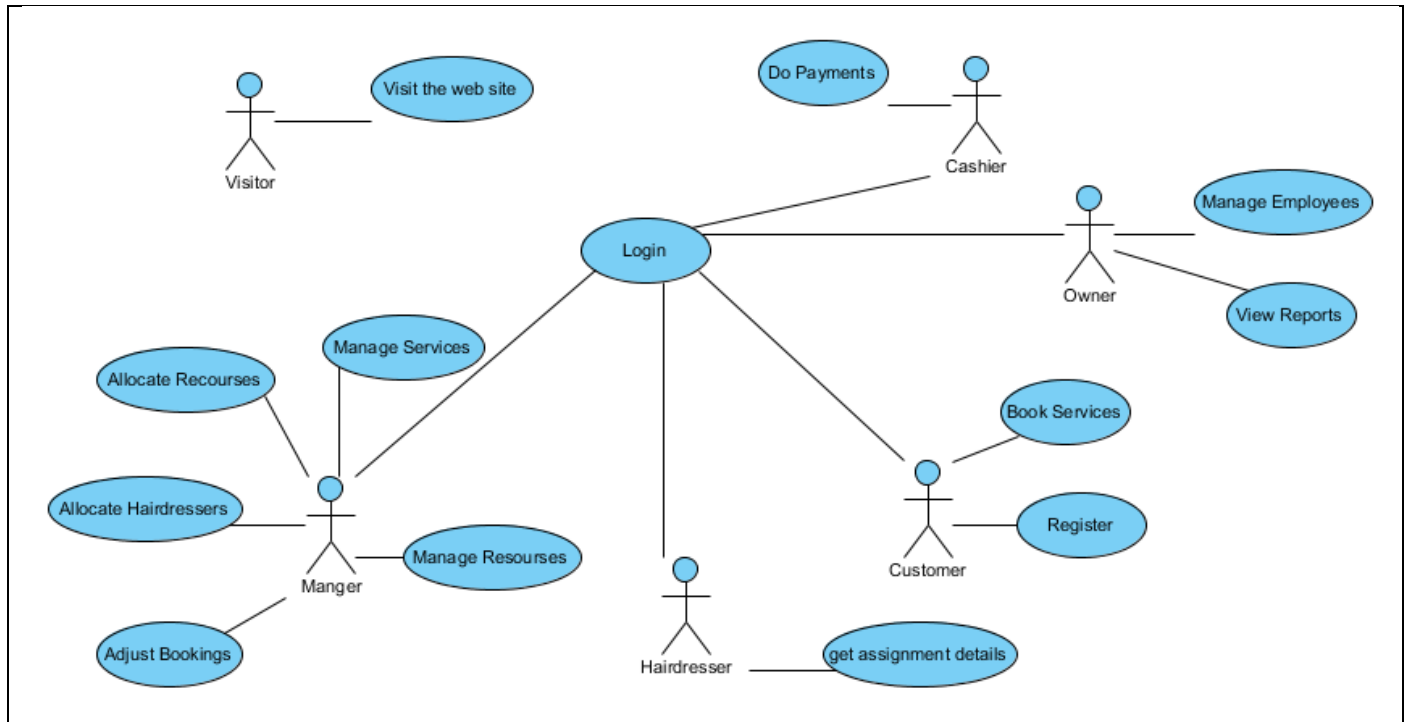 Do Payments
Visit the web site
Cashier
Visitor
Manage Employees
Login
Owner
View Reports
Manage Services
Allocate Recourses
Book Services
Allocate Hairdressers
Register
Manage Resourses
Customer
Manger
Adjust Bookings
get assignment details
Hairdresser